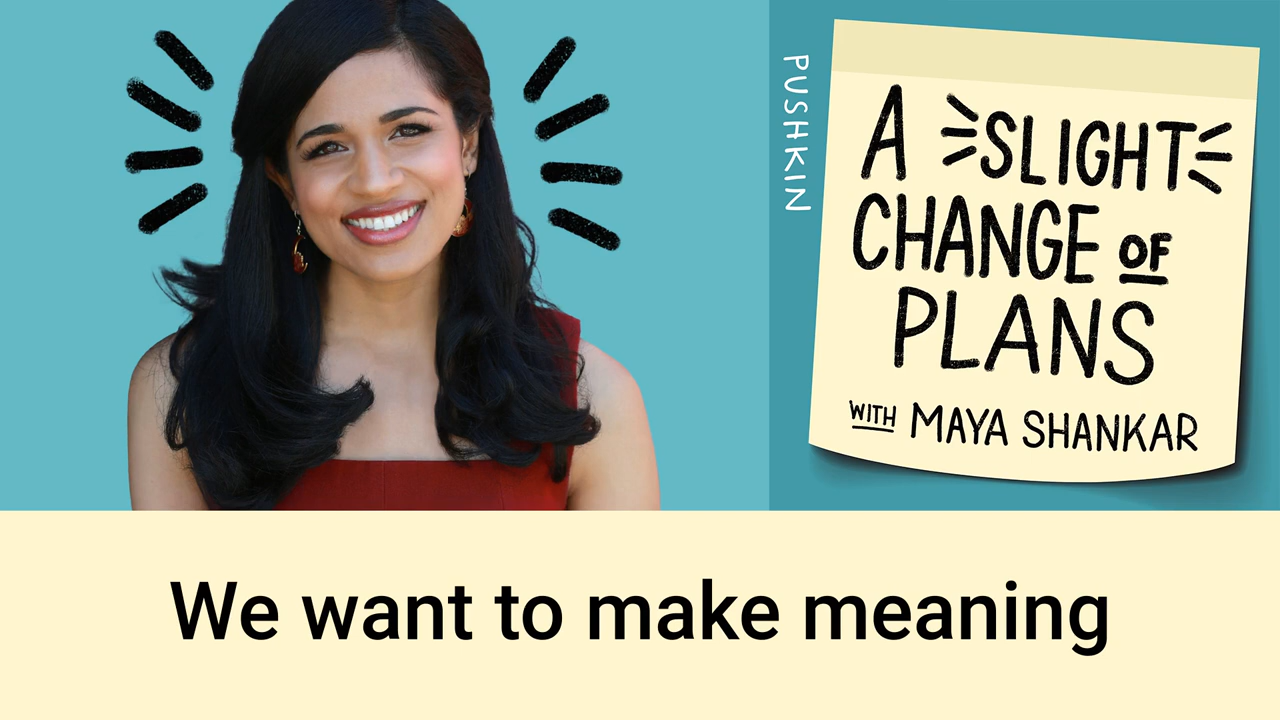 PUSHKIN
A SLIGHT
CHANGE OF
PLANS
WITH MAYA SHANKAR
We want to make meaning